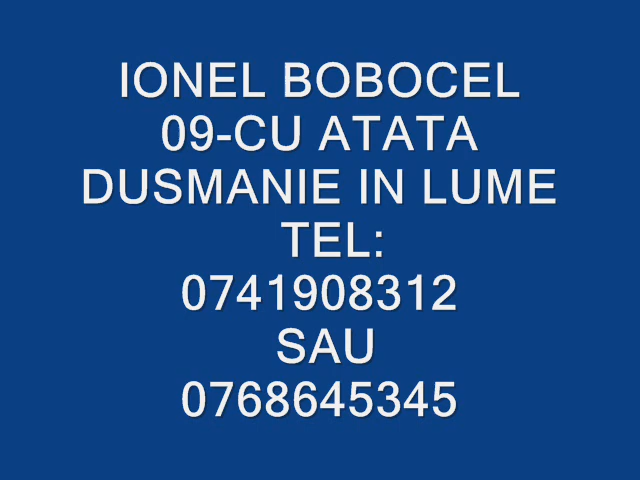 IONEL BOBOCEL
09-CU ATATA
DUSMANIE IN LUME
TEL:
0741908312
SAU
0768645345